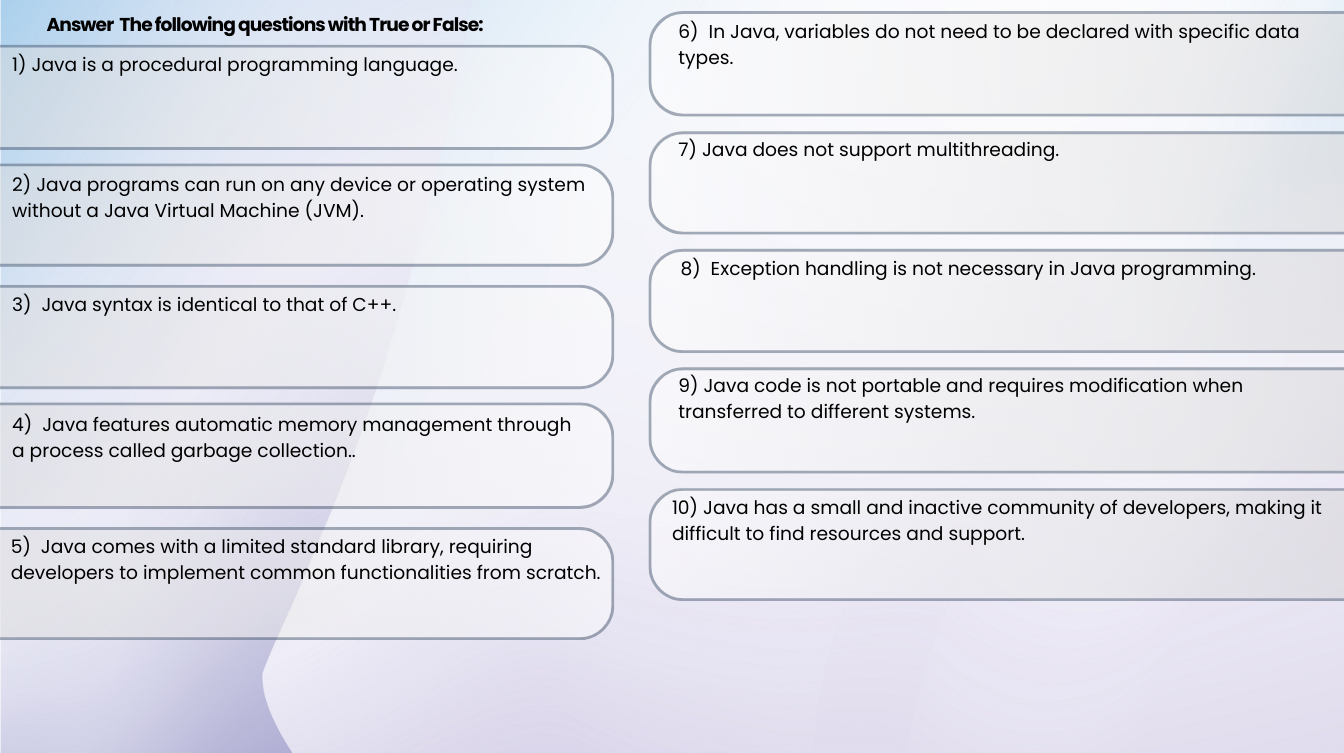 Answer The following questions with True or False:
1) Java is a procedural programming language.
2) Java programs can run on any device or operating system
without a Java Virtual Machine (JVM).
3) Java syntax is identical to that of C++.
4) Java features automatic memory management through
a process called garbage collection..
5) Java comes with a limited standard library, requiring
developers to implement common functionalities from scratch.
6) In Java, variables do not need to be declared with specific data
types.
7) Java does not support multithreading.
8) Exception handling is not necessary in Java programming.
9) Java code is not portable and requires modification when
transferred to different systems.
10) Java has a small and inactive community of developers, making it
difficult to find resources and support.